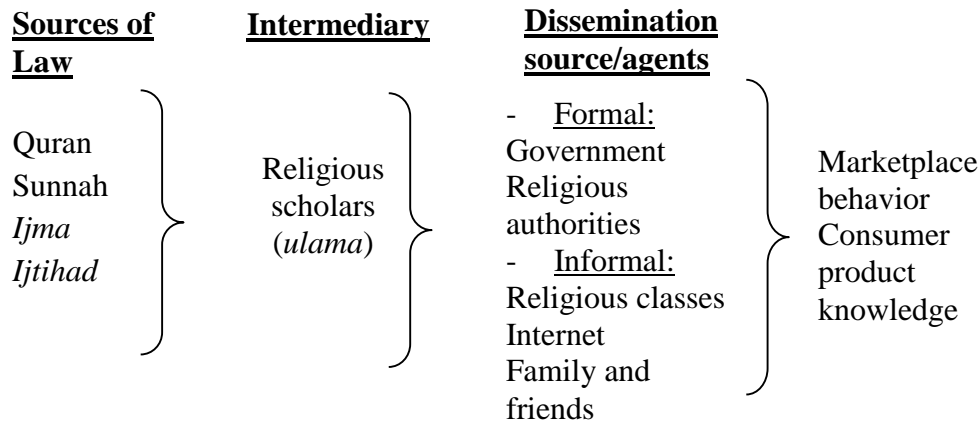 Sources of
Law
Quran
Sunnah
Ijma
Ijtihad
Intermediary
Religious
scholars
(ulama)
Dissemination
source/agents
- Formal:
Government
Religious
authorities
- Informal:
Religious classes
Internet
Family and
friends
Marketplace
behavior
Consumer
product
knowledge